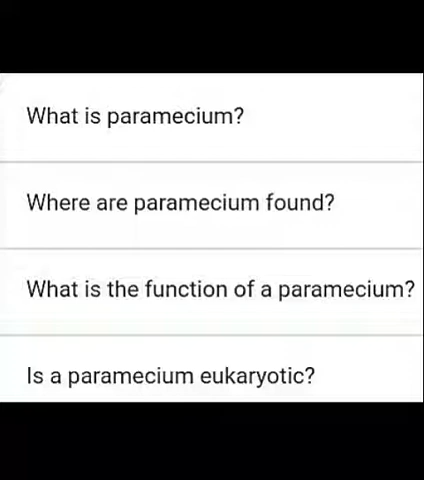 What is paramecium?
Where are paramecium found?
What is the function of a paramecium?
Is a paramecium eukaryotic?